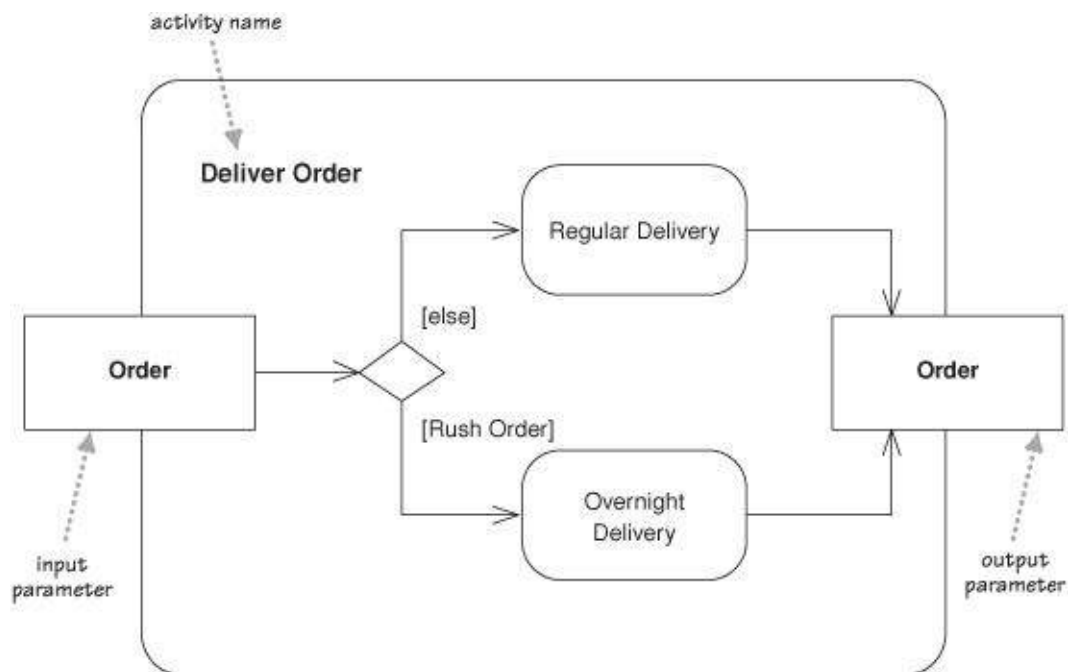 activity name
Deliver Order
Regular Delivery
[else]
Order
Order
[Rush Order]
Overnight
Delivery
input
parameter
output
parameter